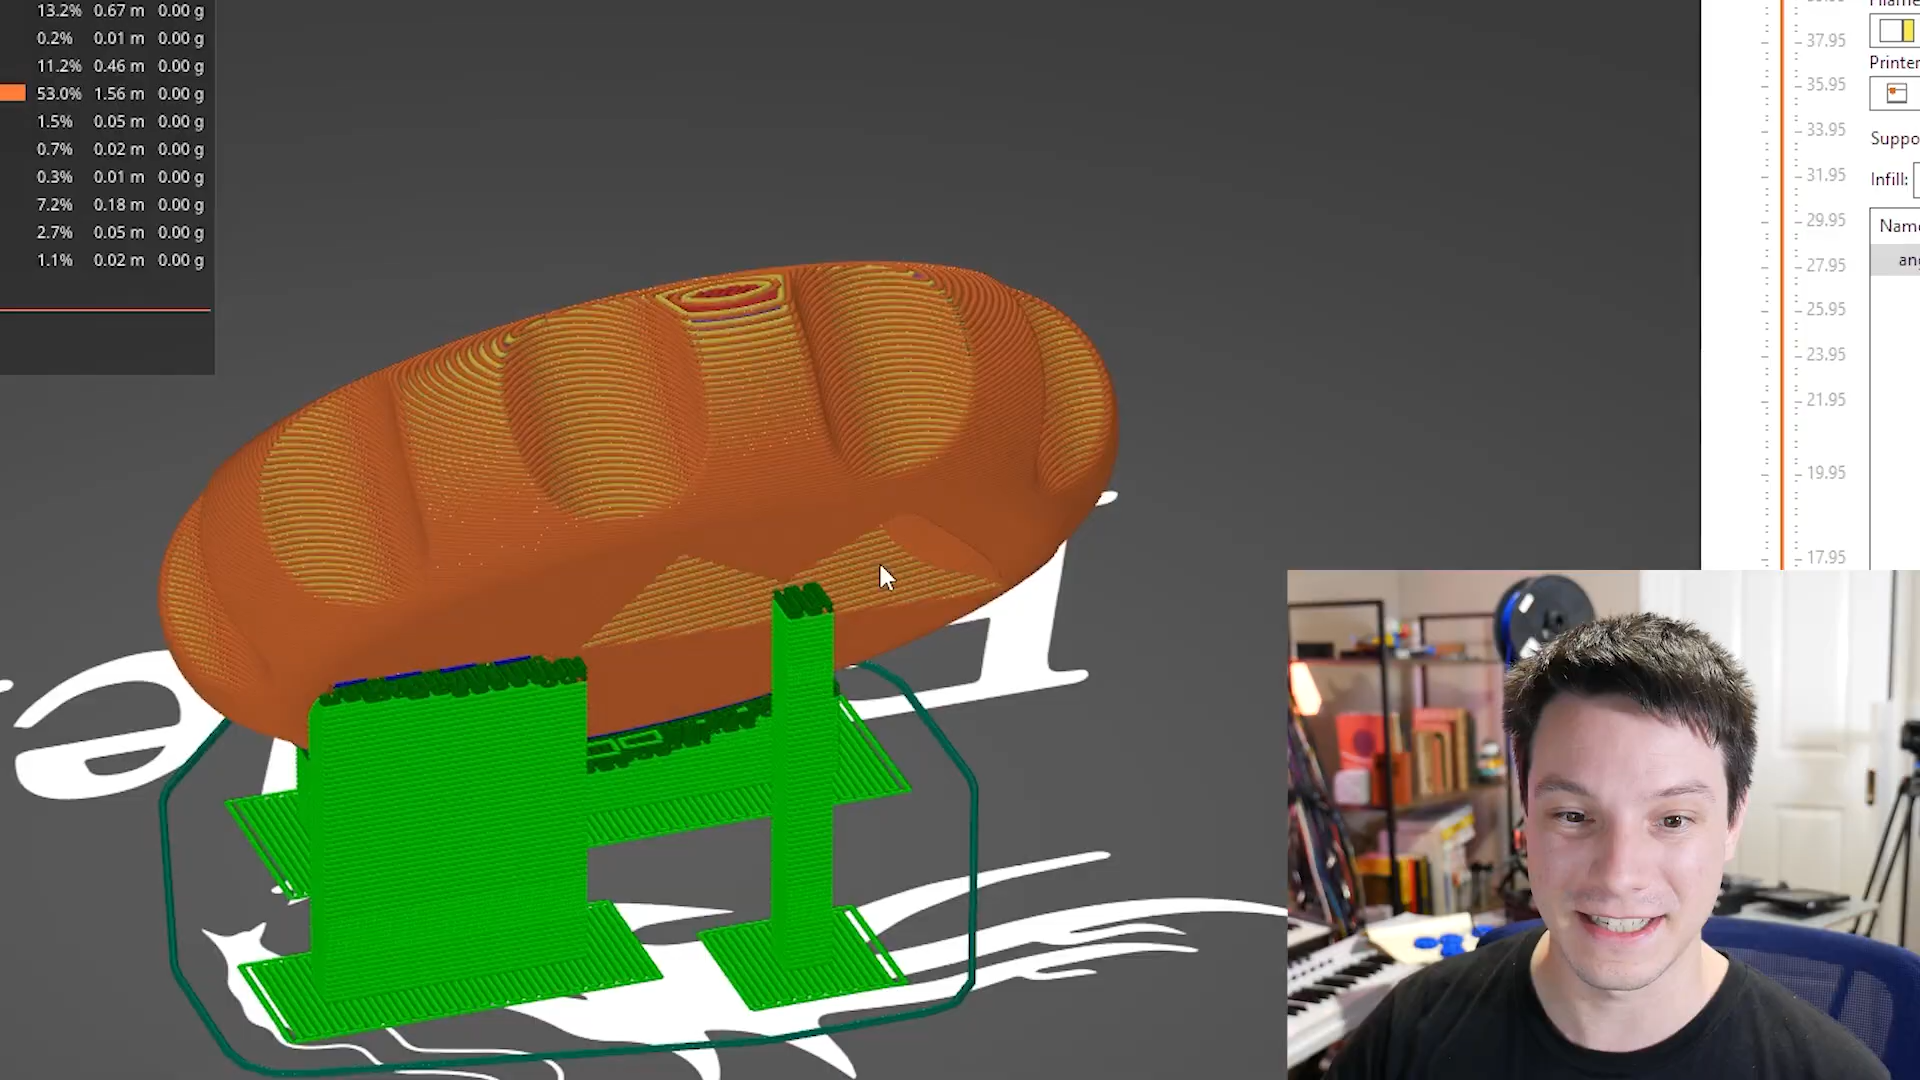 13.2% 0.67 m 0.00 g
0.2% 0.01 m 0.00 g
11.2% 0.46 m 0.00 g
53.0% 1.56 m 0.00 g
1.5% 0.05 m 0.00 g
0.7% 0.02 m 0.00 g
0.3% 0.01 m 0.00 g
7.2% 0.18 m 0.00 g
2.7% 0.05 m 0.00 g
1.1% 0.02 m 0.00 g
37.95
35.95
33.95
31.95
29.95
27.95
25.95
23.95
21.95
19.95
17.95
Printer
Suppo
Infill:
Name
ang